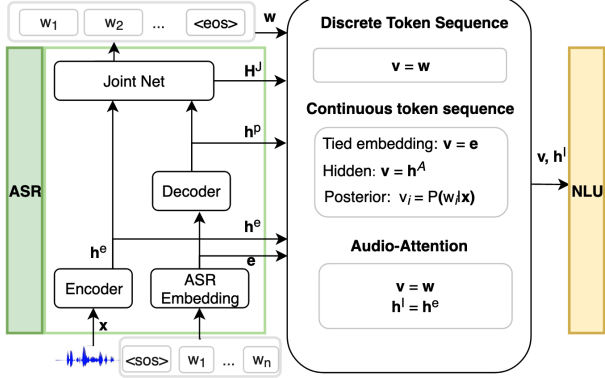 w1 w2 ... <eos>
w
Discrete Token Sequence
v = w
Joint Net
H^J
Continuous token sequence
Tied embedding: v = e
Hidden: v = h^A
Posterior: v_i = P(w_i|x)
h^p
v, h^I
ASR
NLU
Decoder
h^e
h^e
e
Audio-Attention
v = w
h^I = h^e
Encoder
ASR
Embedding
x
<sos> w1 ... wn